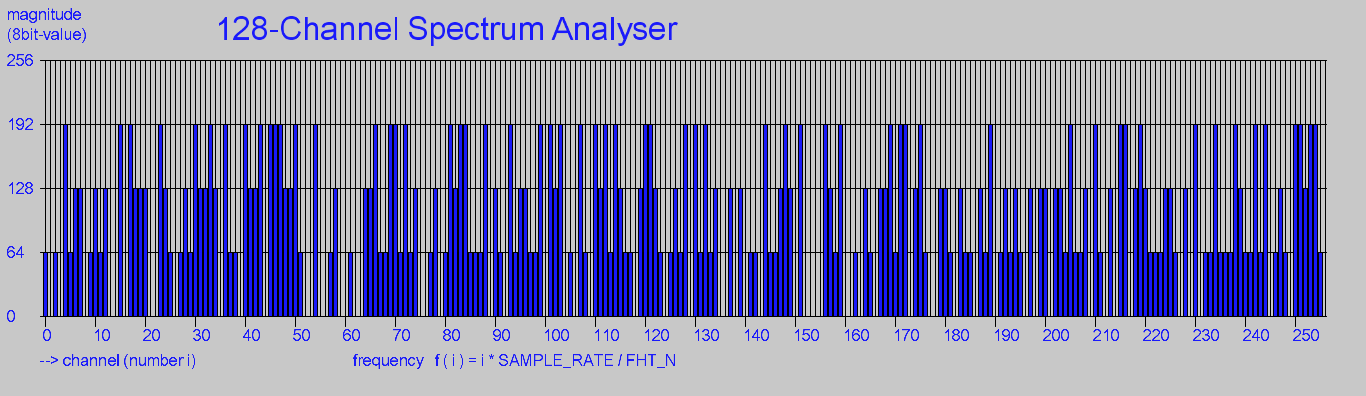 magnitude
(8bit-value)
128-Channel Spectrum Analyser
256
192
128
64
0
0 10 20 30 40 50 60 70 80 90 100 110 120 130 140 150 160 170 180 190 200 210 220 230 240 250
--> channel (number i)
frequency f ( i ) = i * SAMPLE_RATE / FHT_N